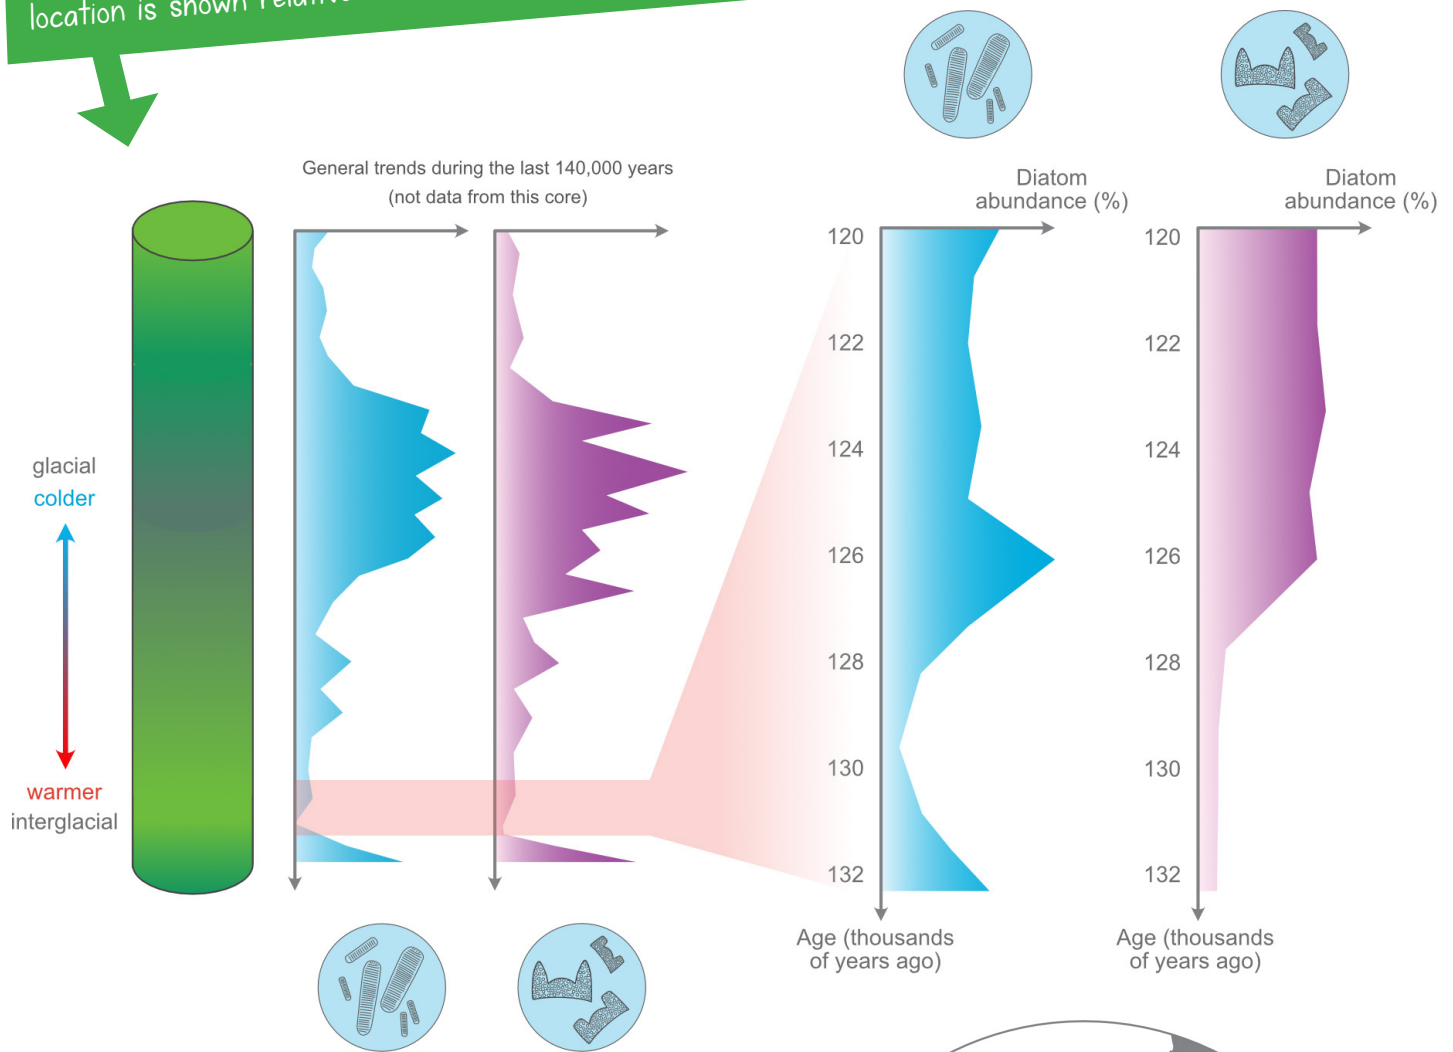 location is shown relative
General trends during the last 140,000 years
(not data from this core)
glacial
colder
warmer
interglacial
Diatom
abundance (%)
120
122
124
126
128
130
132
Age (thousands
of years ago)
Diatom
abundance (%)
120
122
124
126
128
130
132
Age (thousands
of years ago)